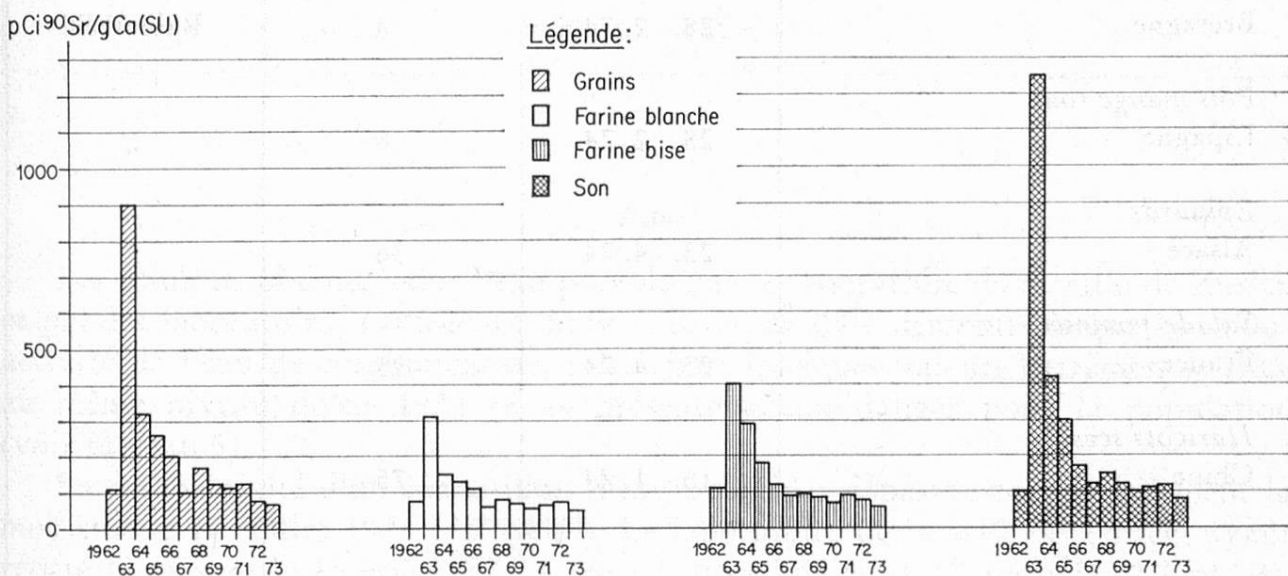 pCi⁹⁰Sr/gCa(SU)
Légende:
Grains
Farine blanche
Farine bise
Son
1000
500
0
1962 64 66 68 70 72
63 65 67 69 71 73
1962 64 66 68 70 72
63 65 67 69 71 73
1962 64 66 68 70 72
63 65 67 69 71 73
1962 64 66 68 70 72
63 65 67 69 71 73